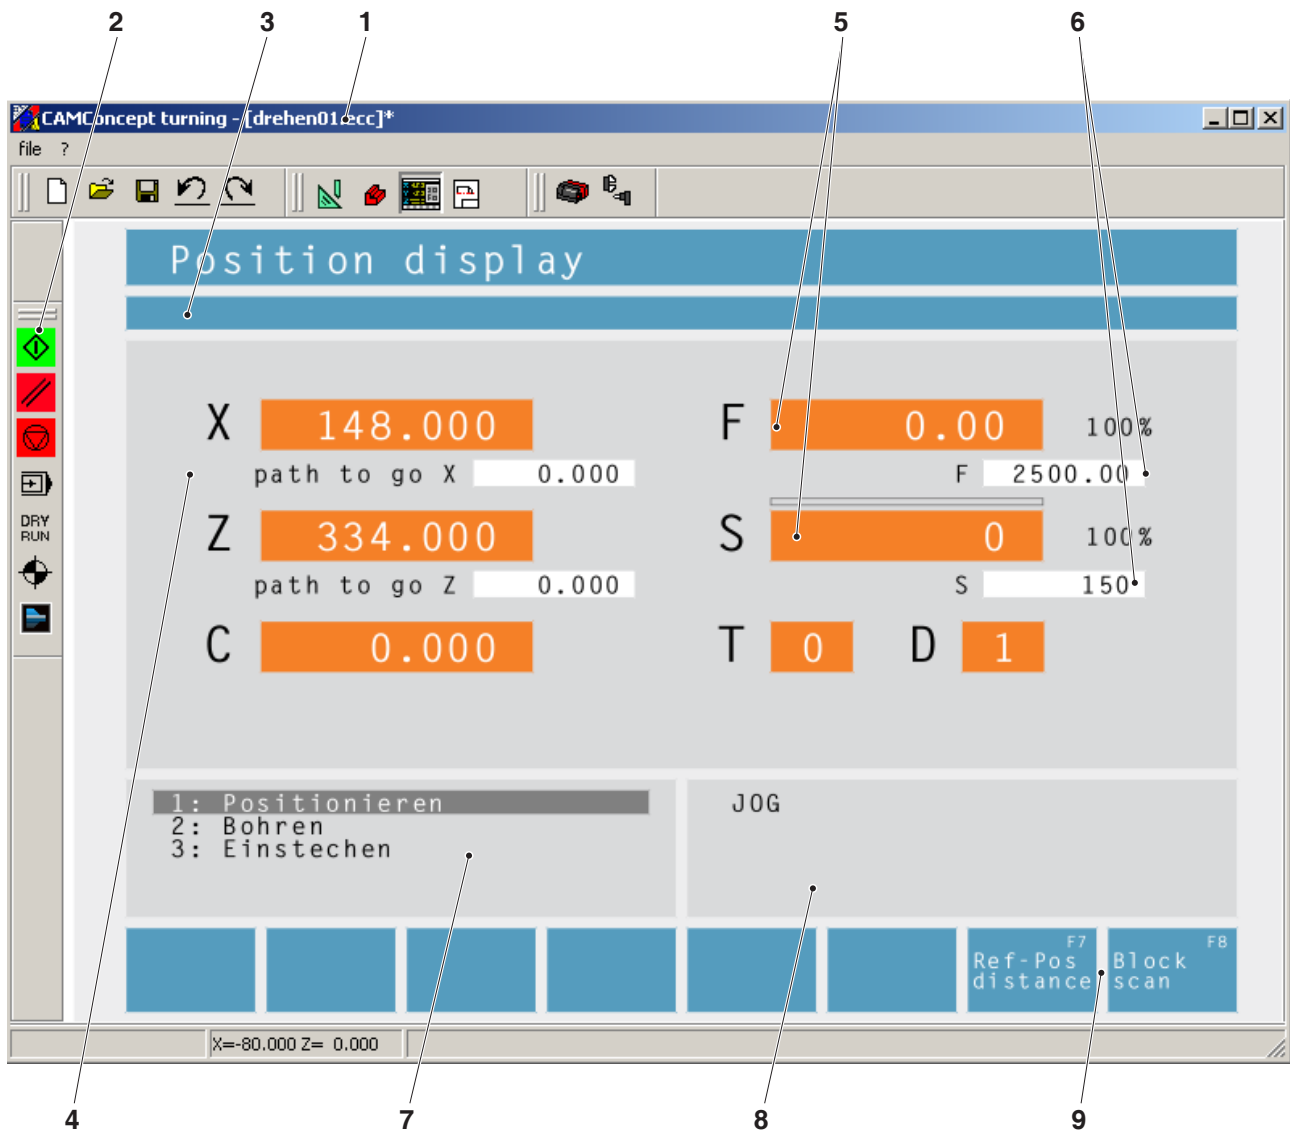 2 3 1 5 6
CAMConcept turning - [drehen01.ecc]*
file ?
Position display
X 148.000 F 0.00 100%
path to go X 0.000 F 2500.00
Z 334.000 S 0 100%
path to go Z 0.000 S 150
DRY
RUN
C 0.000 T 0 D 1
1: Positionieren
2: Bohren
3: Einstechen
JOG
F7
Ref-Pos
distance
F8
Block
scan
X=-80.000 Z= 0.000
4 7 8 9